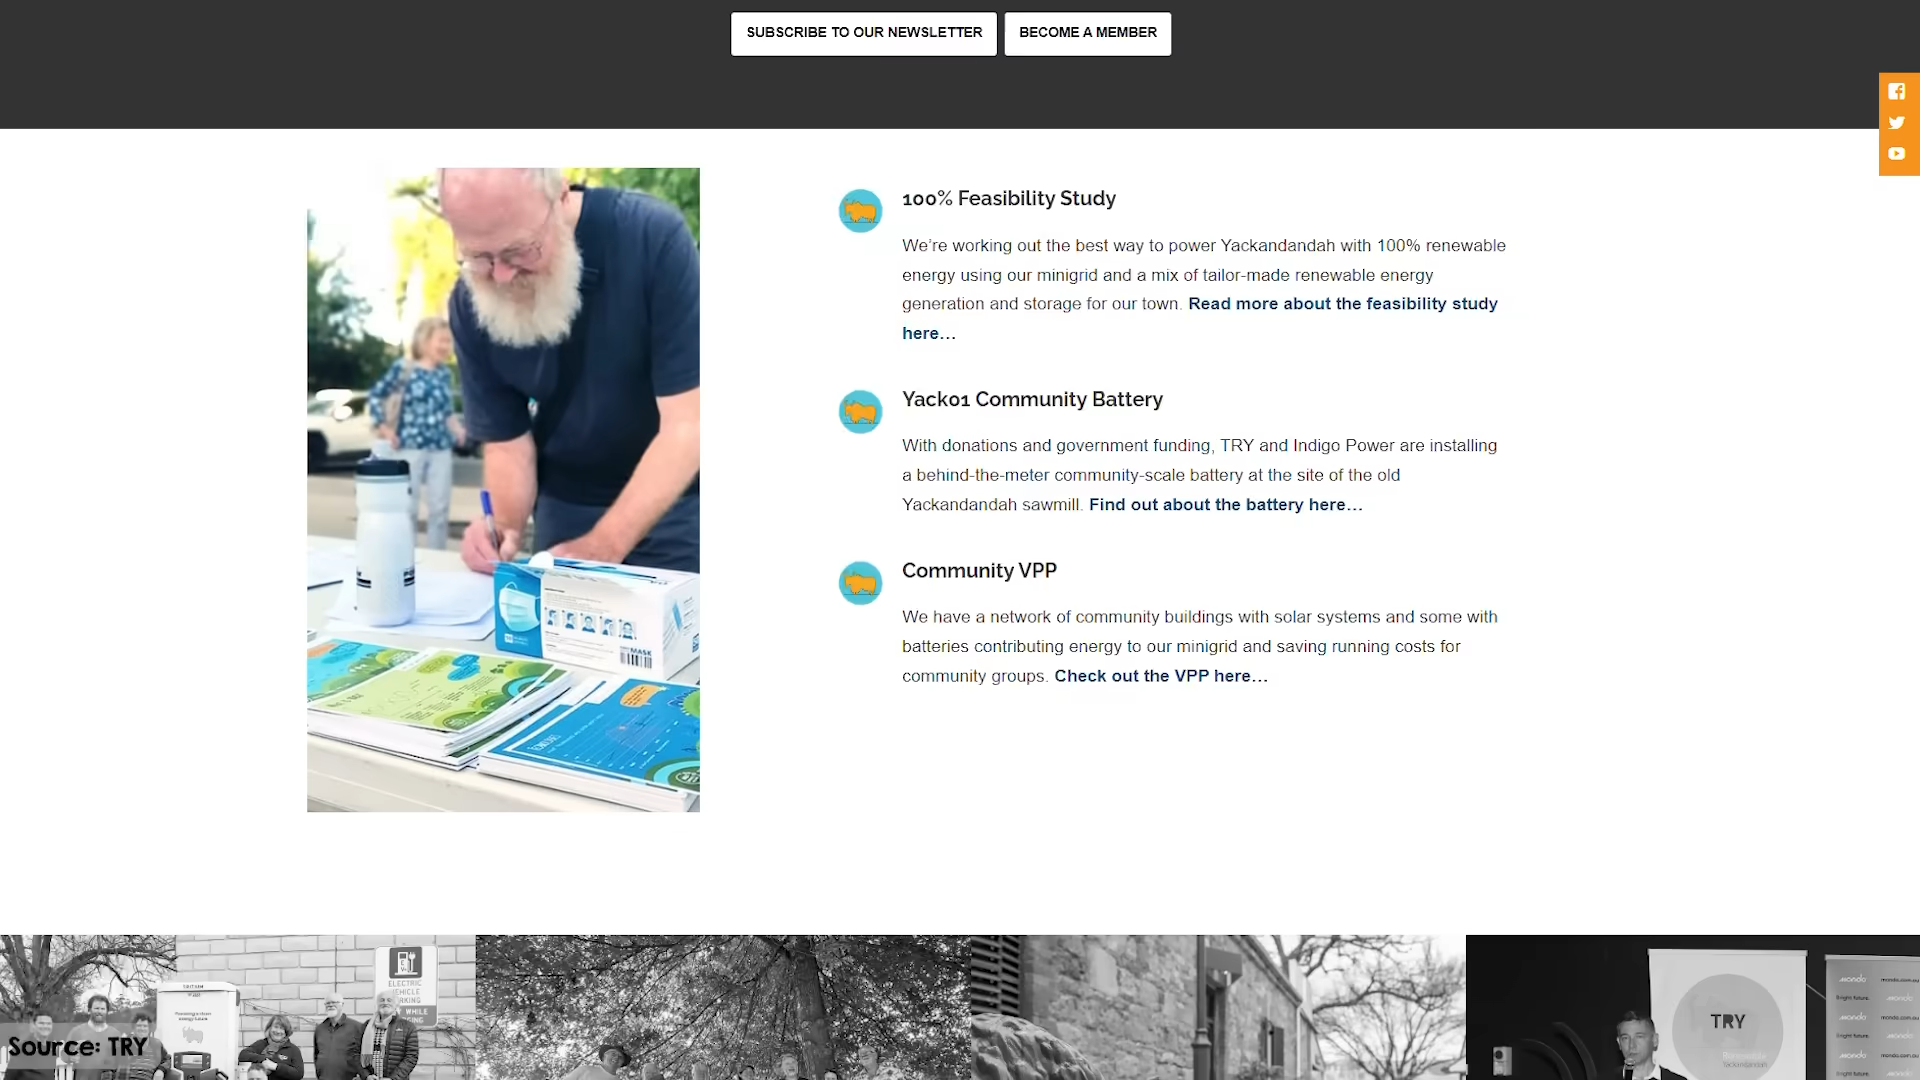 SUBSCRIBE TO OUR NEWSLETTER
BECOME A MEMBER
100% Feasibility Study
We're working out the best way to power Yackandandah with 100% renewable
energy using our minigrid and a mix of tailor-made renewable energy
generation and storage for our town. Read more about the feasibility study
here...
Yack01 Community Battery
With donations and government funding, TRY and Indigo Power are installing
a behind-the-meter community-scale battery at the site of the old
Yackandandah sawmill. Find out about the battery here...
Community VPP
We have a network of community buildings with solar systems and some with
batteries contributing energy to our minigrid and saving running costs for
community groups. Check out the VPP here...
MASK
ELECTRIC
VEHICLE
PARKING
WHILE
TRY
mondo
Source: TRY